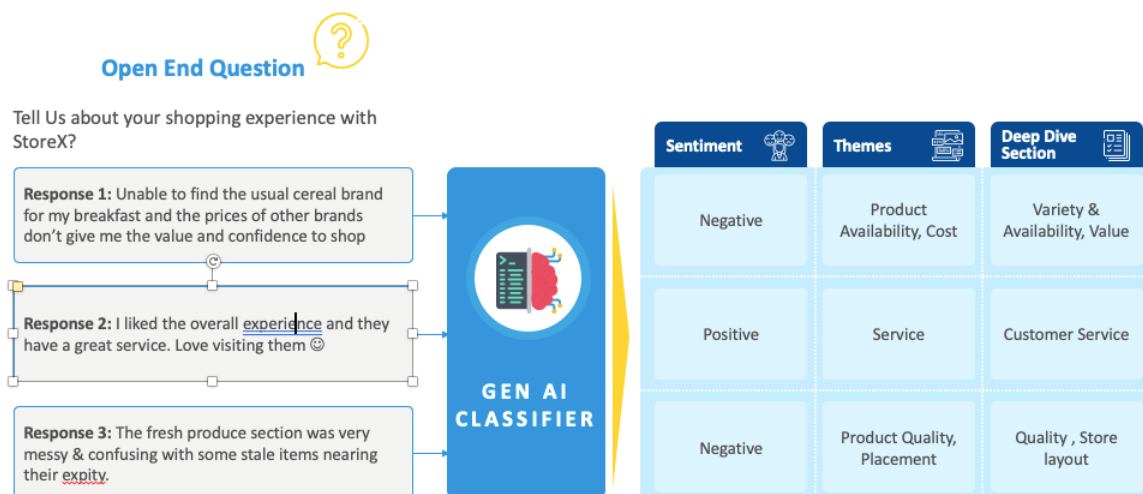 Open End Question
Tell Us about your shopping experience with
StoreX?
Response 1: Unable to find the usual cereal brand
for my breakfast and the prices of other brands
don’t give me the value and confidence to shop
Response 2: I liked the overall experience and they
have a great service. Love visiting them ☺
Response 3: The fresh produce section was very
messy & confusing with some stale items nearing
their expity.
GEN AI
CLASSIFIER
Sentiment
Themes
Deep Dive
Section
Negative
Product
Availability, Cost
Variety &
Availability, Value
Positive
Service
Customer Service
Negative
Product Quality,
Placement
Quality , Store
layout